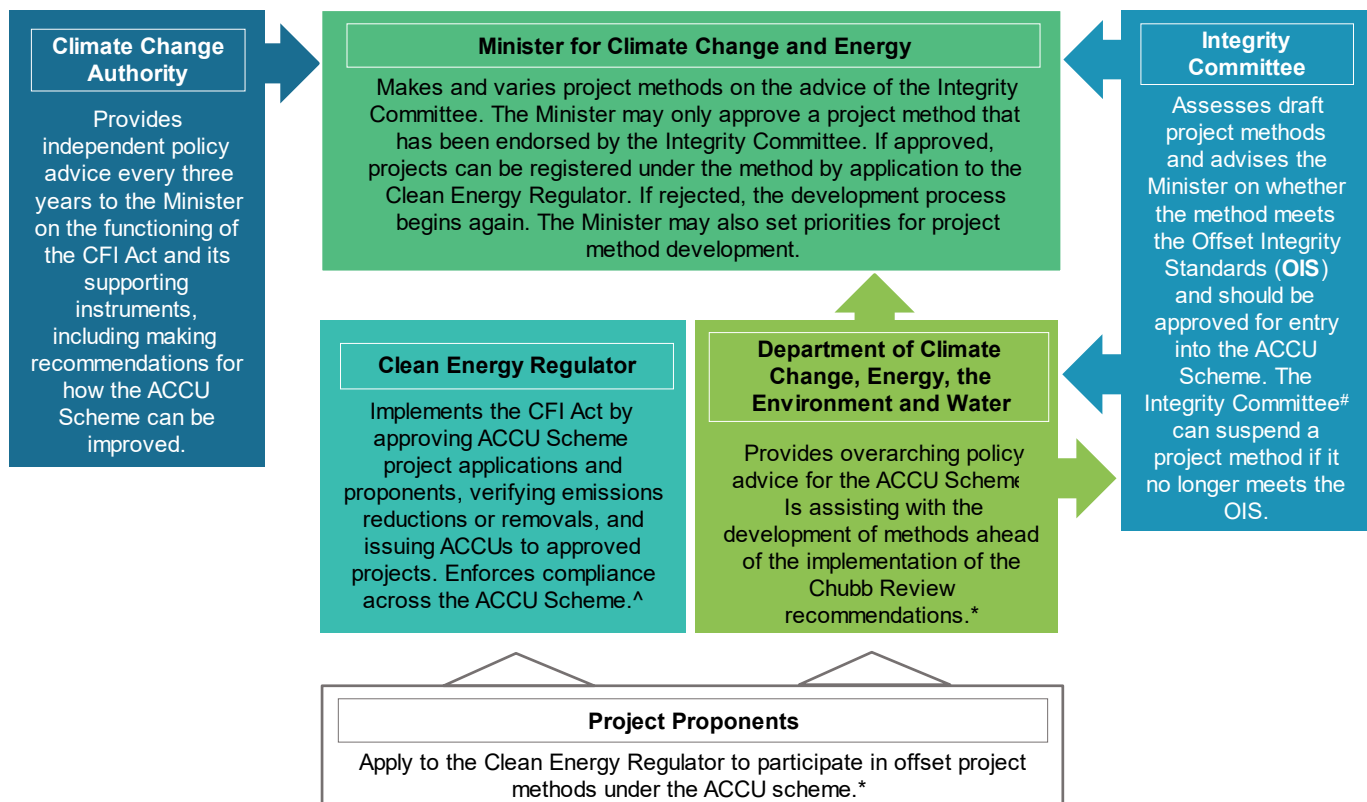 Climate Change
Authority
Provides
independent policy
advice every three
years to the Minister
on the functioning of
the CFI Act and its
supporting
instruments,
including making
recommendations for
how the ACCU
Scheme can be
improved.
Minister for Climate Change and Energy
Makes and varies project methods on the advice of the Integrity
Committee. The Minister may only approve a project method that
has been endorsed by the Integrity Committee. If approved,
projects can be registered under the method by application to the
Clean Energy Regulator. If rejected, the development process
begins again. The Minister may also set priorities for project
method development.
Integrity
Committee
Assesses draft
project methods
and advises the
Minister on whether
the method meets
the Offset Integrity
Standards (OIS)
and should be
approved for entry
into the ACCU
Scheme. The
Integrity Committee#
can suspend a
project method if it
no longer meets the
OIS.
Clean Energy Regulator
Implements the CFI Act by
approving ACCU Scheme
project applications and
proponents, verifying emissions
reductions or removals, and
issuing ACCUs to approved
projects. Enforces compliance
across the ACCU Scheme.^
Department of Climate
Change, Energy, the
Environment and Water
Provides overarching policy
advice for the ACCU Scheme
Is assisting with the
development of methods ahead
of the implementation of the
Chubb Review
recommendations.*
Project Proponents
Apply to the Clean Energy Regulator to participate in offset project
methods under the ACCU scheme.*